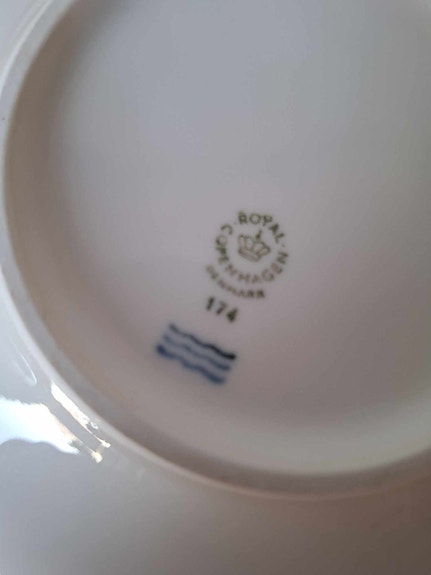 ROYAL
COPENHAGEN
DENMARK
174